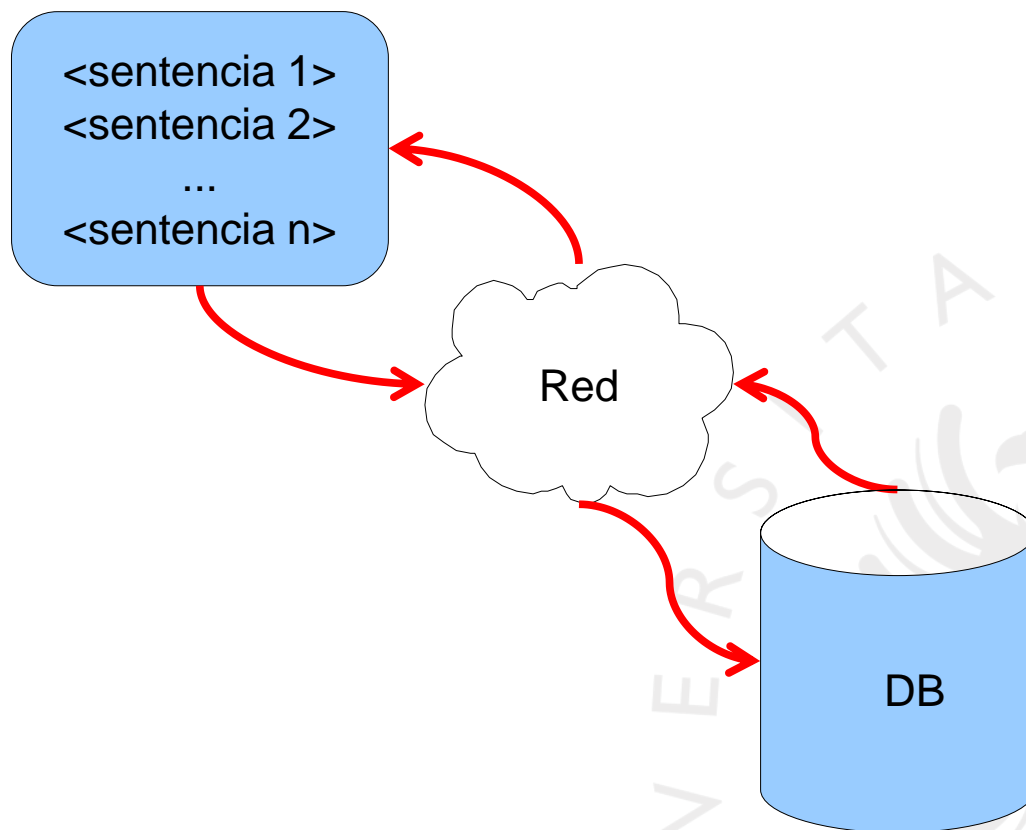 <sentencia 1>
<sentencia 2>
...
<sentencia n>
Red
DB
V E R S I T A